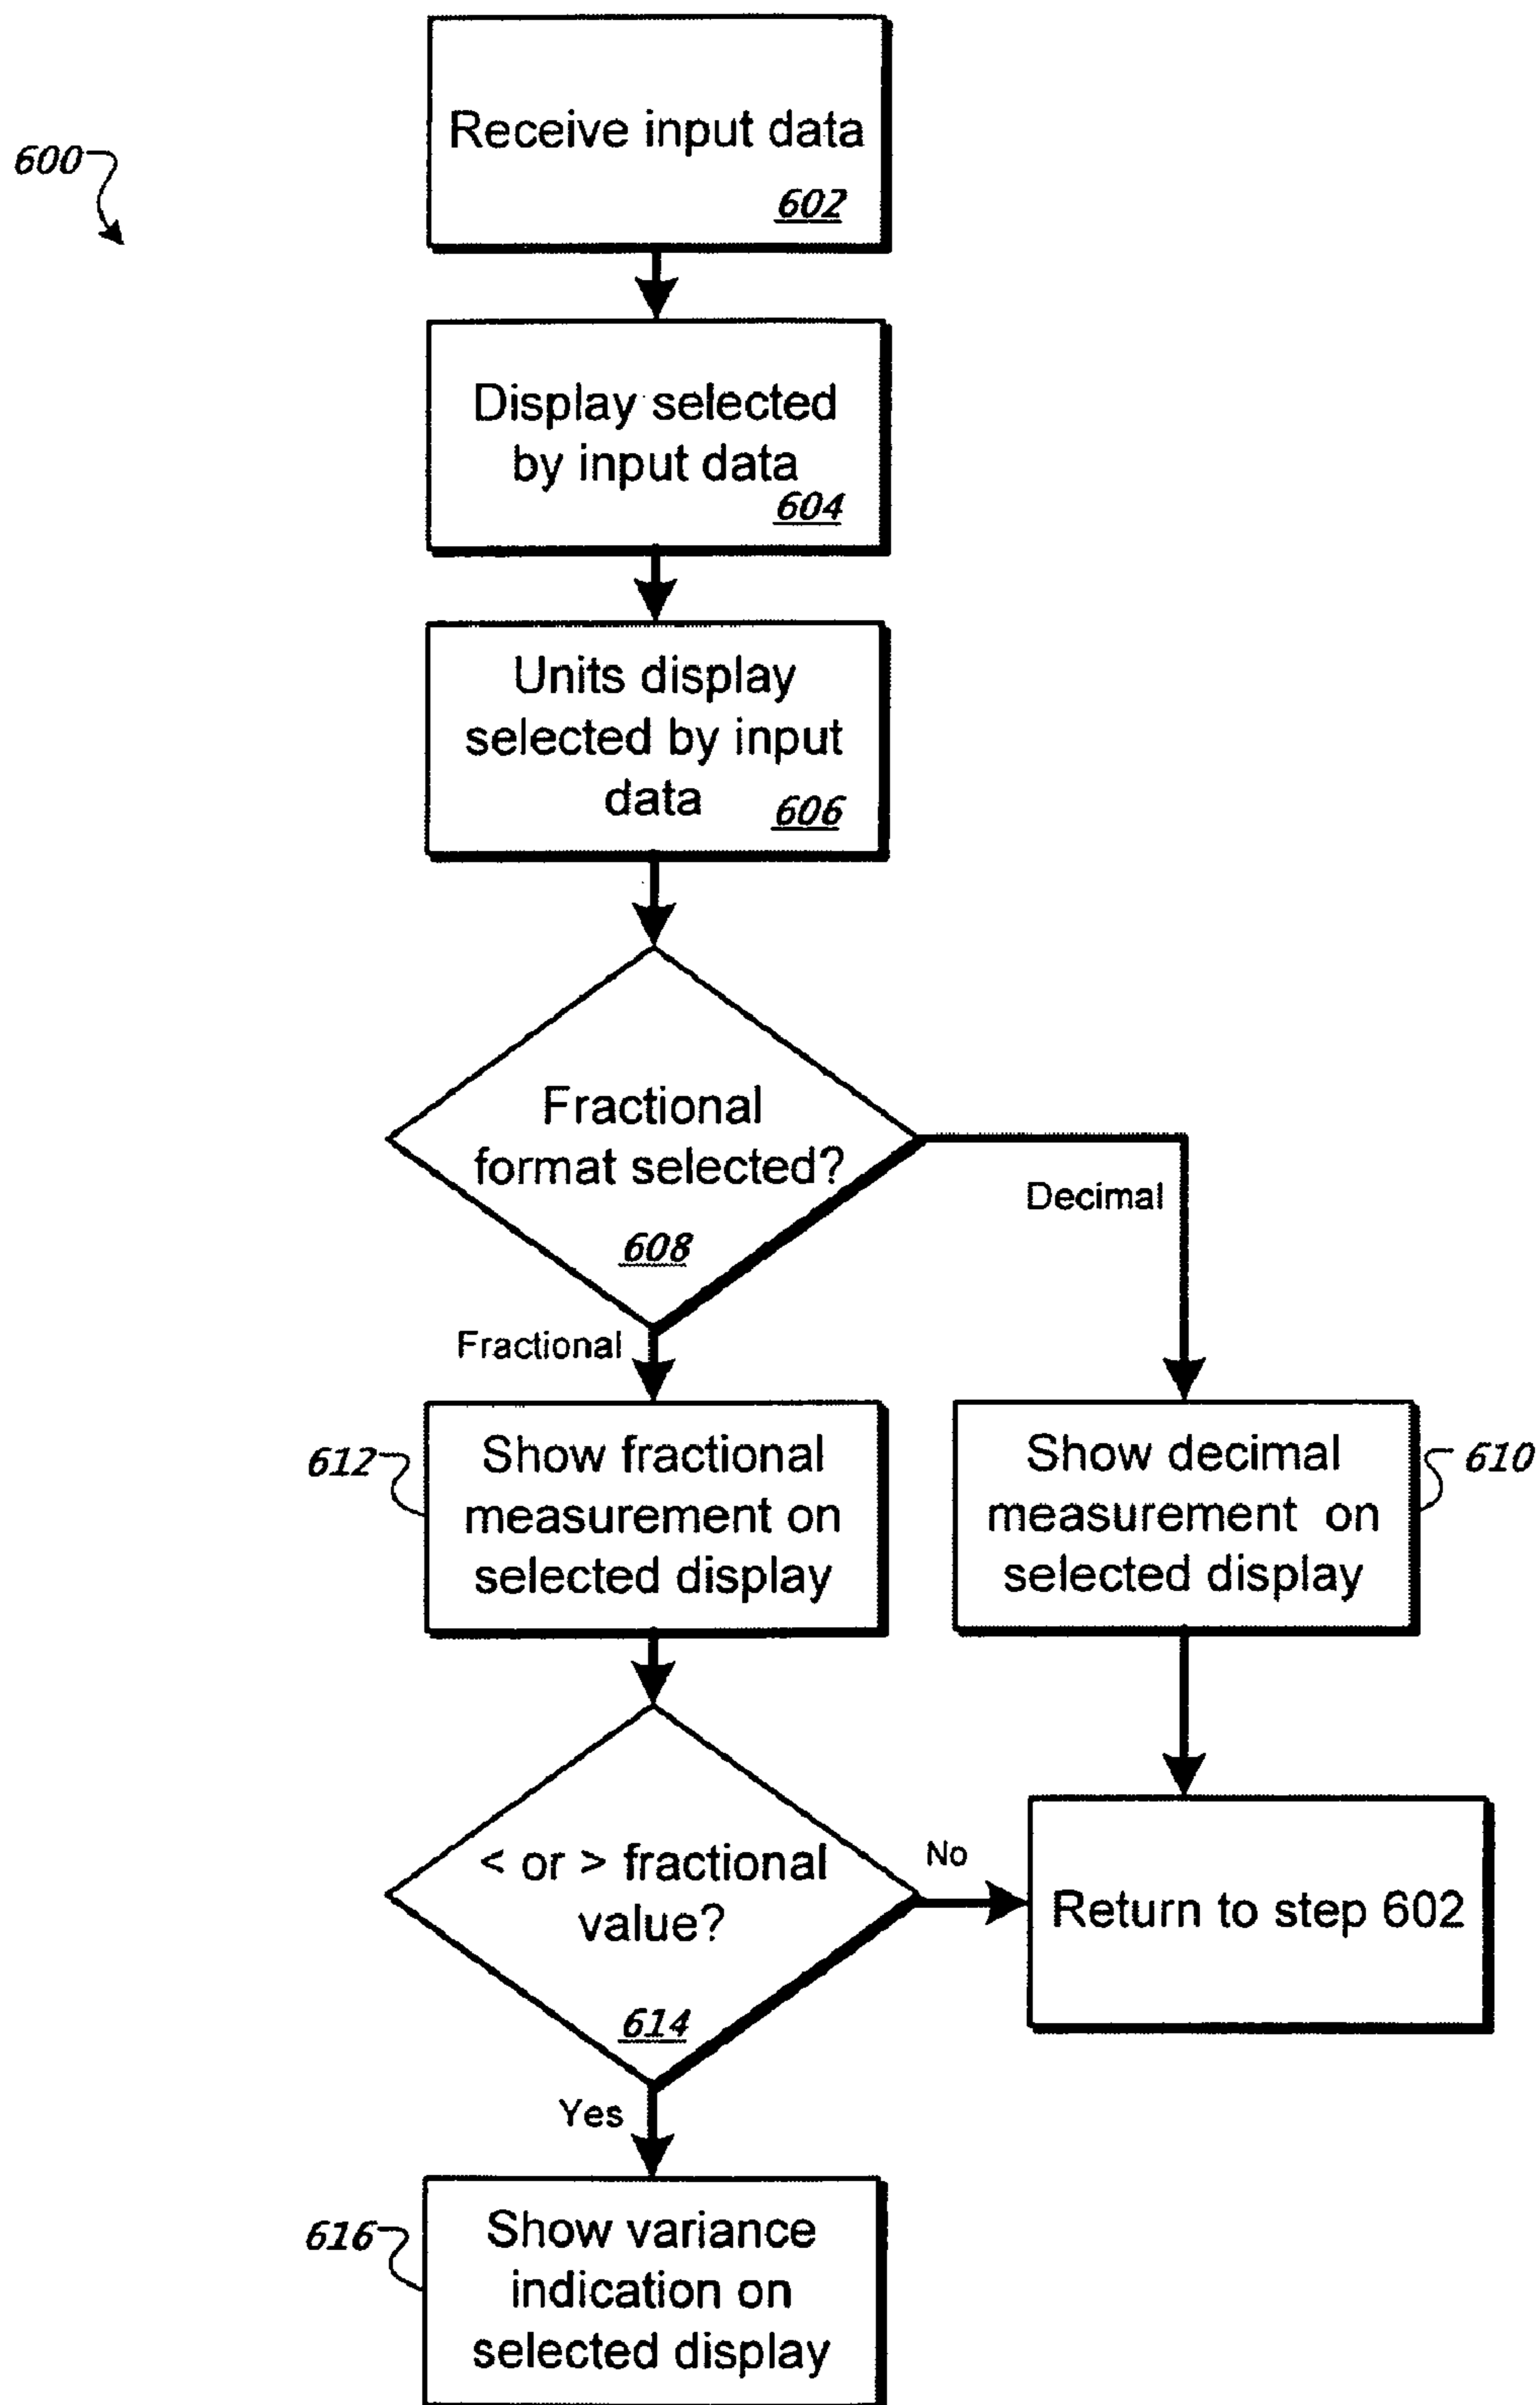 600
Receive input data
602
Display selected
by input data
604
Units display
selected by input
data
606
Fractional
format selected?
608
Decimal
Fractional
612
Show fractional
measurement on
selected display
Show decimal
measurement on
selected display
610
< or > fractional
value?
614
No
Return to step 602
Yes
616
Show variance
indication on
selected display